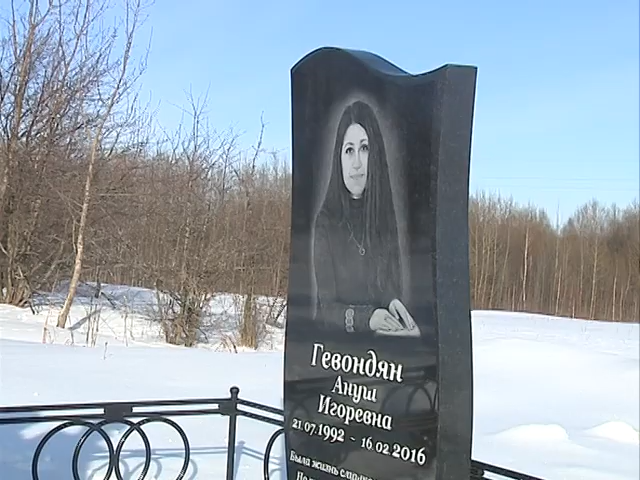 Гевондян
Ануш
Игоревна
21.07.1992 - 16.02.2016
Была жизнь